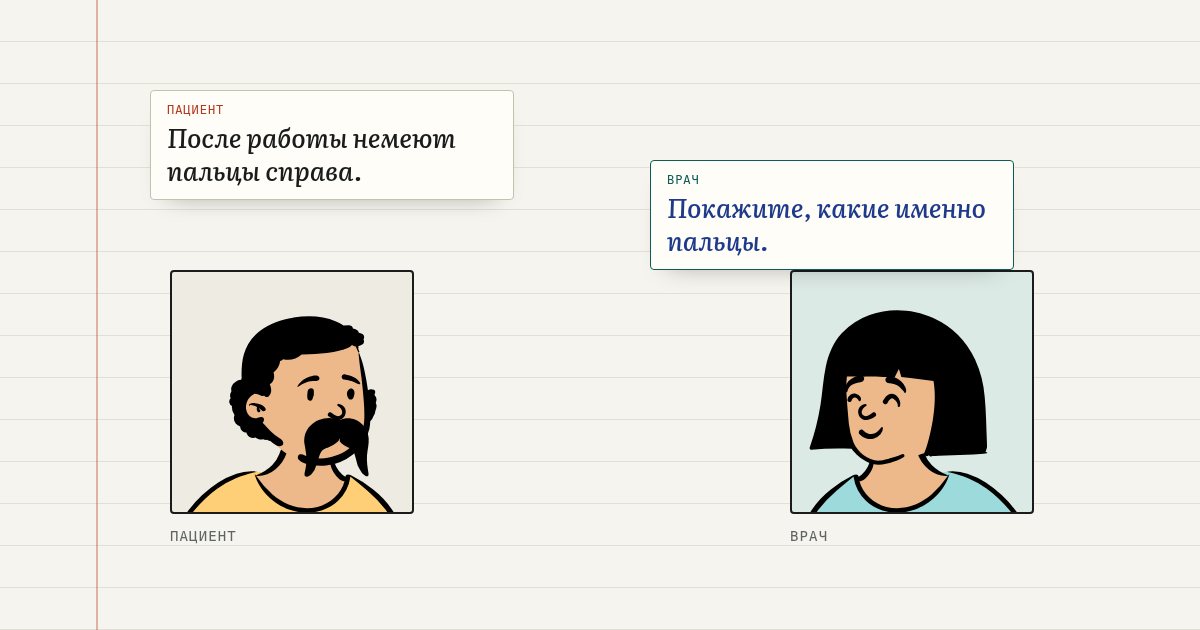 ПАЦИЕНТ
После работы немеют
пальцы справа.
ВРАЧ
Покажите, какие именно
пальцы.
ПАЦИЕНТ
ВРАЧ